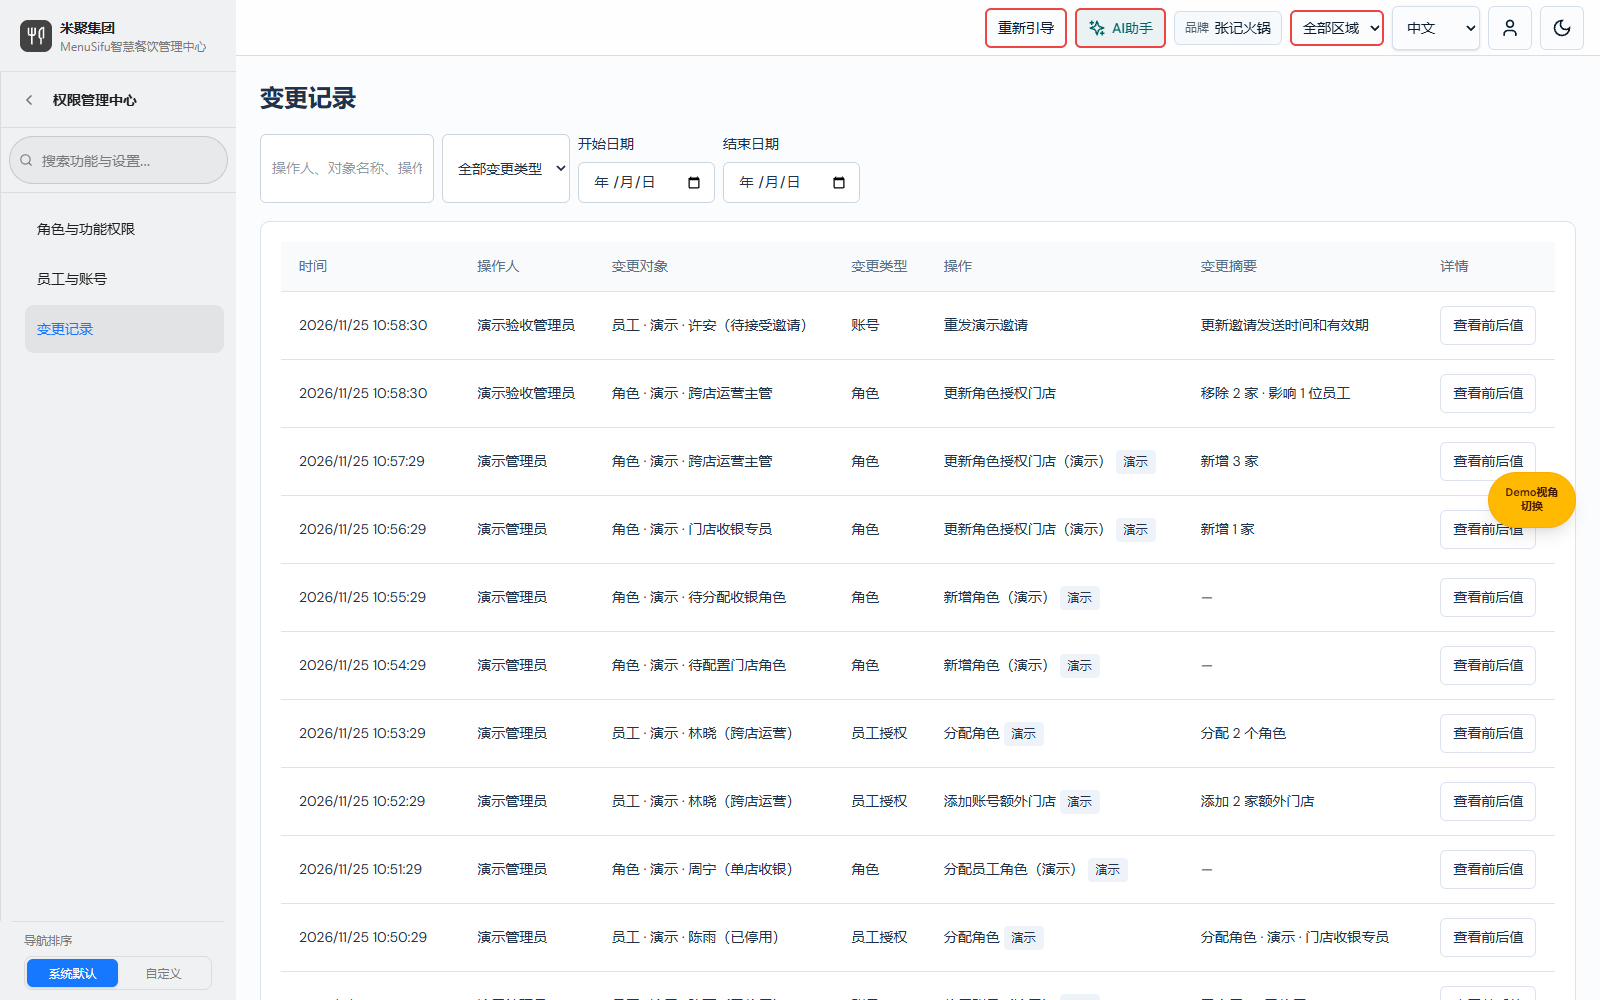 米聚集团
MenuSifu智慧餐饮管理中心
权限管理中心
搜索功能与设置...
角色与功能权限
员工与账号
变更记录
导航排序
系统默认 自定义
重新引导 AI助手 品牌 张记火锅 全部区域 中文
变更记录
操作人、对象名称、操作 全部变更类型
开始日期 结束日期
年 /月/日 年 /月/日
时间 操作人 变更对象 变更类型 操作 变更摘要 详情
2026/11/25 10:58:30 演示验收管理员 员工 · 演示 · 许安（待接受邀请） 账号 重发演示邀请 更新邀请发送时间和有效期 查看前后值
2026/11/25 10:58:30 演示验收管理员 角色 · 演示 · 跨店运营主管 角色 更新角色授权门店 移除 2 家 · 影响 1 位员工 查看前后值
2026/11/25 10:57:29 演示管理员 角色 · 演示 · 跨店运营主管 角色 更新角色授权门店（演示） 演示 新增 3 家 查看前后值
Demo视角
切换
2026/11/25 10:56:29 演示管理员 角色 · 演示 · 门店收银专员 角色 更新角色授权门店（演示） 演示 新增 1 家 查看前后值
2026/11/25 10:55:29 演示管理员 角色 · 演示 · 待分配收银角色 角色 新增角色（演示） 演示 — 查看前后值
2026/11/25 10:54:29 演示管理员 角色 · 演示 · 待配置门店角色 角色 新增角色（演示） 演示 — 查看前后值
2026/11/25 10:53:29 演示管理员 员工 · 演示 · 林晓（跨店运营） 员工授权 分配角色 演示 分配 2 个角色 查看前后值
2026/11/25 10:52:29 演示管理员 员工 · 演示 · 林晓（跨店运营） 员工授权 添加账号额外门店 演示 添加 2 家额外门店 查看前后值
2026/11/25 10:51:29 演示管理员 角色 · 演示 · 周宁（单店收银） 角色 分配员工角色（演示） 演示 — 查看前后值
2026/11/25 10:50:29 演示管理员 员工 · 演示 · 陈雨（已停用） 员工授权 分配角色 演示 分配角色 · 演示 · 门店收银专员 查看前后值